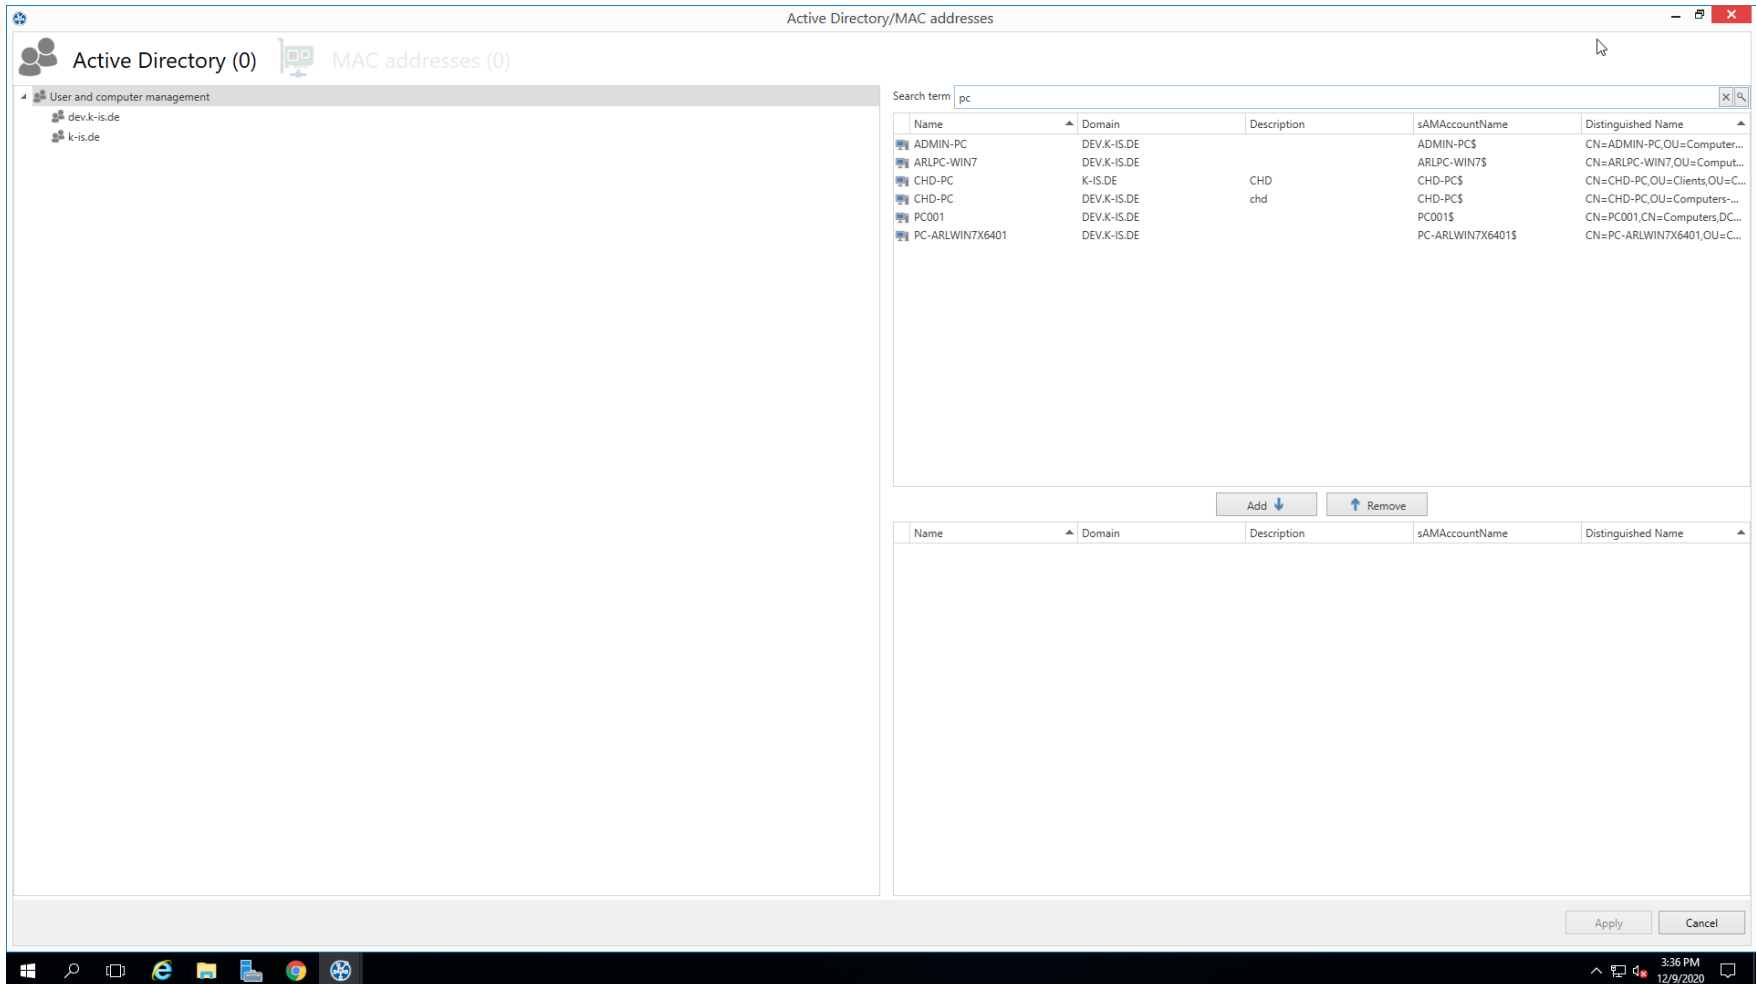 Active Directory/MAC addresses
Active Directory (0) MAC addresses (0)
User and computer management
dev.k-is.de
k-is.de
Search term pc
Name Domain Description sAMAccountName Distinguished Name
ADMIN-PC DEV.K-IS.DE ADMIN-PC$ CN=ADMIN-PC,OU=Computer...
ARLPC-WIN7 DEV.K-IS.DE ARLPC-WIN7$ CN=ARLPC-WIN7,OU=Comput...
CHD-PC K-IS.DE CHD CHD-PC$ CN=CHD-PC,OU=Clients,OU=C...
CHD-PC DEV.K-IS.DE chd CHD-PC$ CN=CHD-PC,OU=Computers-...
PC001 DEV.K-IS.DE PC001$ CN=PC001,CN=Computers,DC...
PC-ARLWIN7X6401 DEV.K-IS.DE PC-ARLWIN7X6401$ CN=PC-ARLWIN7X6401,OU=C...
Add Remove
Name Domain Description sAMAccountName Distinguished Name
Apply Cancel
3:36 PM
12/9/2020